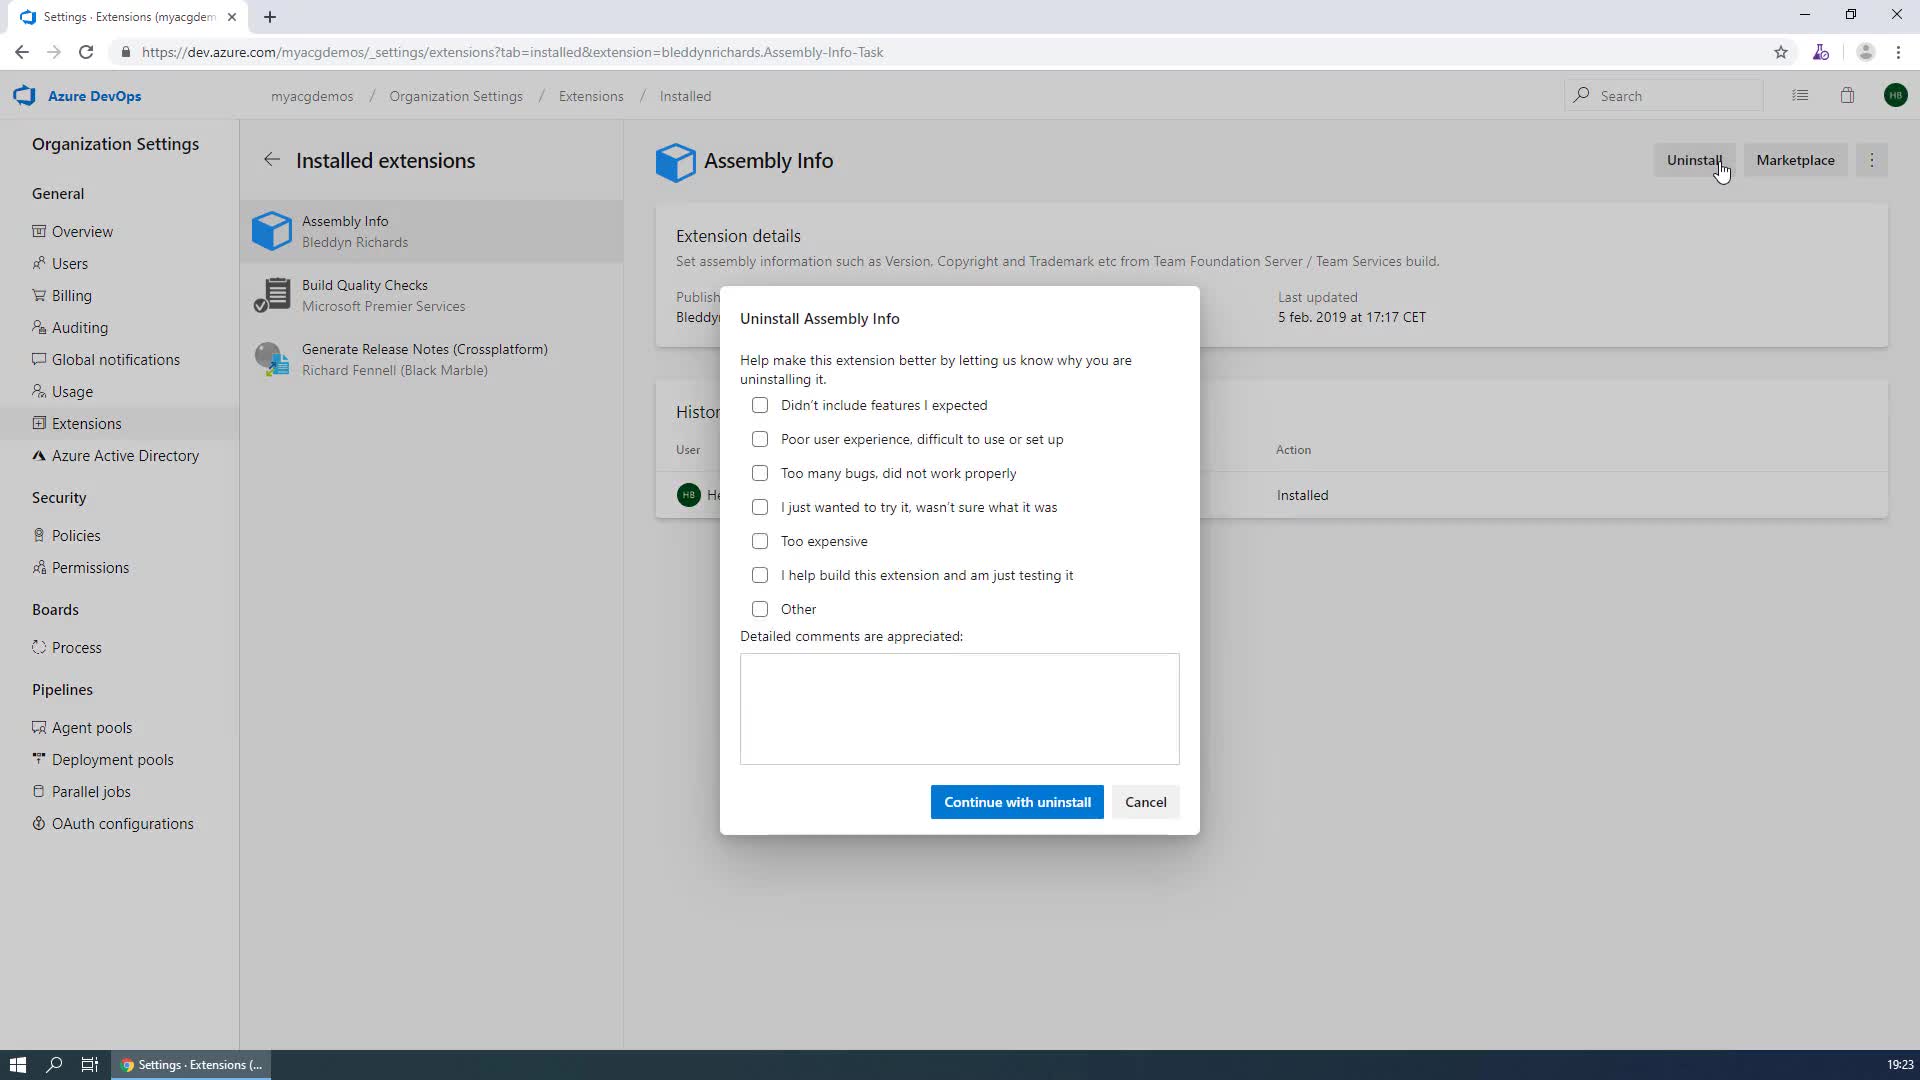 Settings · Extensions (myacgdem
https://dev.azure.com/myacgdemos/_settings/extensions?tab=installed&extension=bleddynrichards.Assembly-Info-Task
Azure DevOps
myacgdemos / Organization Settings / Extensions / Installed
Search
HB
Organization Settings
General
Overview
Users
Billing
Auditing
Global notifications
Usage
Extensions
Azure Active Directory
Security
Policies
Permissions
Boards
Process
Pipelines
Agent pools
Deployment pools
Parallel jobs
OAuth configurations
Installed extensions
Assembly Info
Bleddyn Richards
Build Quality Checks
Microsoft Premier Services
Generate Release Notes (Crossplatform)
Richard Fennell (Black Marble)
Assembly Info
Uninstall
Marketplace
Extension details
Set assembly information such as Version, Copyright and Trademark etc from Team Foundation Server / Team Services build.
Publish
Bleddyn
Last updated
5 feb. 2019 at 17:17 CET
Histor
User
Action
HB
He
Installed
Uninstall Assembly Info
Help make this extension better by letting us know why you are
uninstalling it.
Didn't include features I expected
Poor user experience, difficult to use or set up
Too many bugs, did not work properly
I just wanted to try it, wasn't sure what it was
Too expensive
I help build this extension and am just testing it
Other
Detailed comments are appreciated:
Continue with uninstall
Cancel
Settings · Extensions (...
19:23